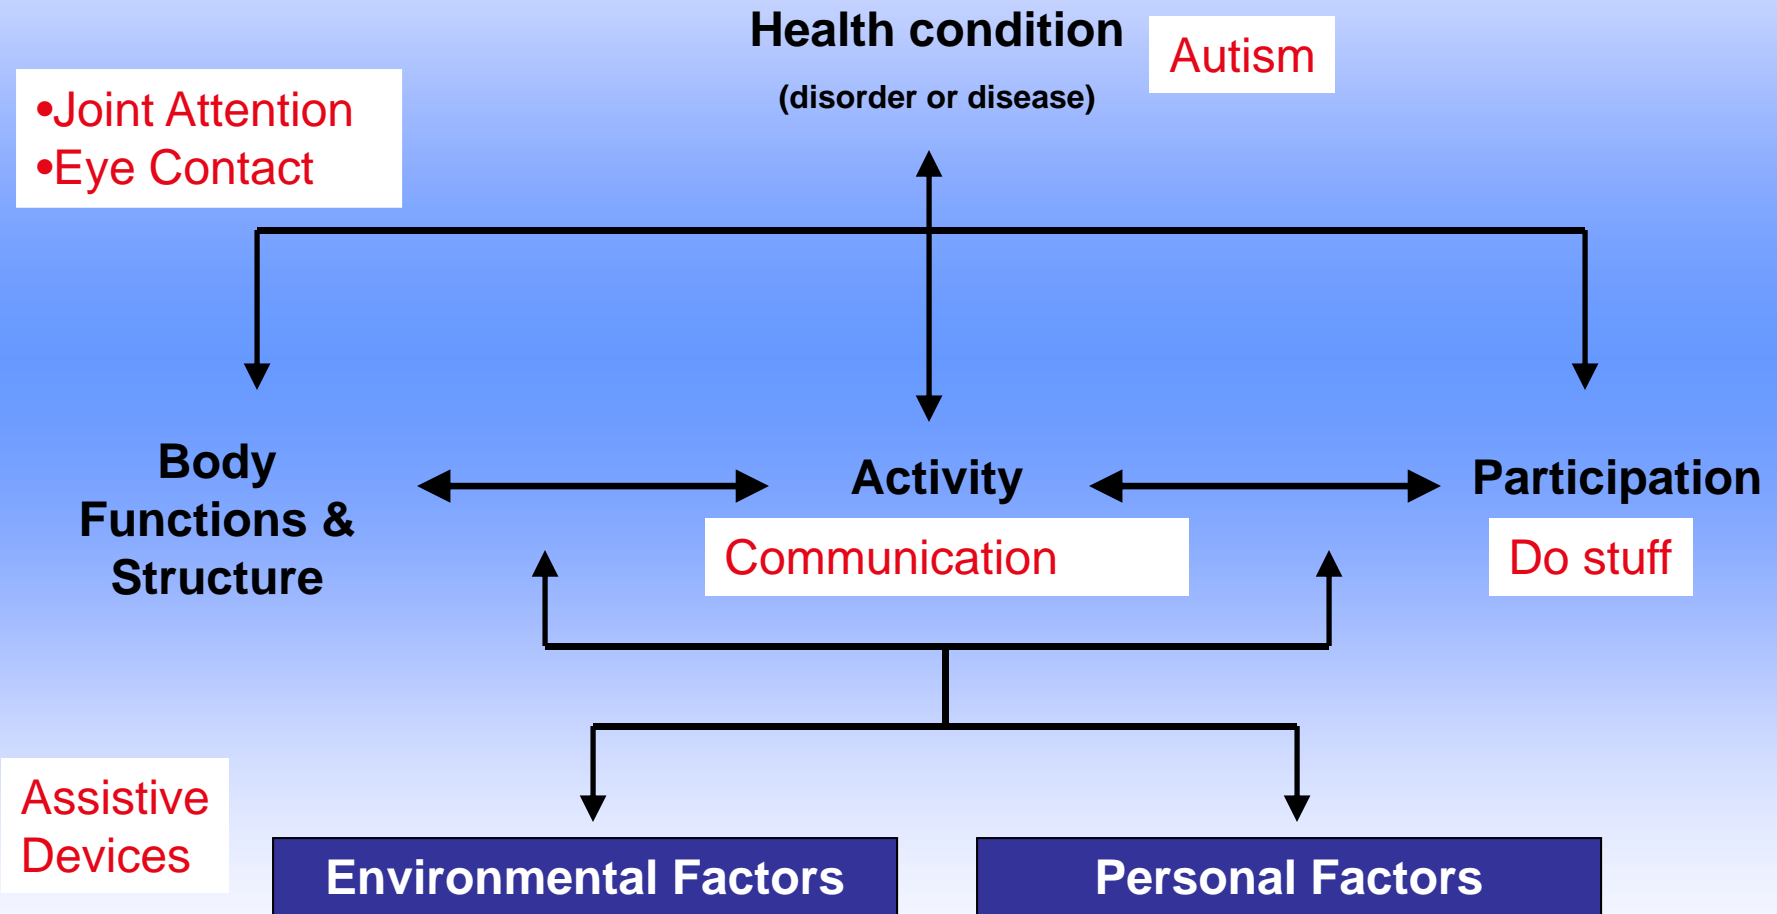 Health condition
(disorder or disease)
Autism
•Joint Attention
•Eye Contact
Body
Functions &
Structure
Activity
Communication
Participation
Do stuff
Assistive
Devices
Environmental Factors
Personal Factors